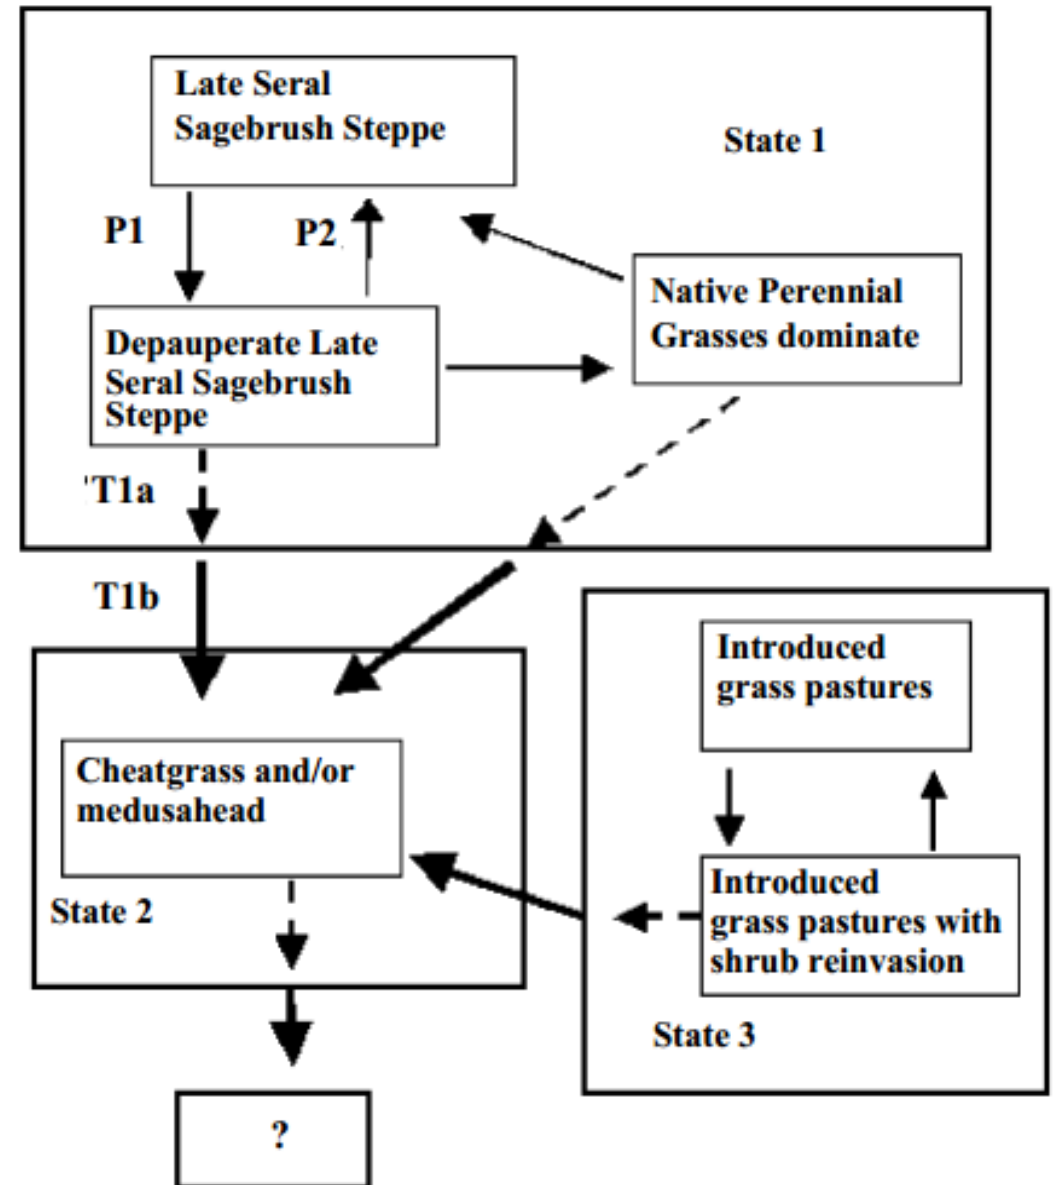 Late Seral
Sagebrush Steppe
State 1
P1
P2
Native Perennial
Grasses dominate
Depauperate Late
Seral Sagebrush
Steppe
'T1a
T1b
Introduced
grass pastures
Cheatgrass and/or
medusahead
Introduced
grass pastures with
shrub reinvasion
State 2
State 3
?